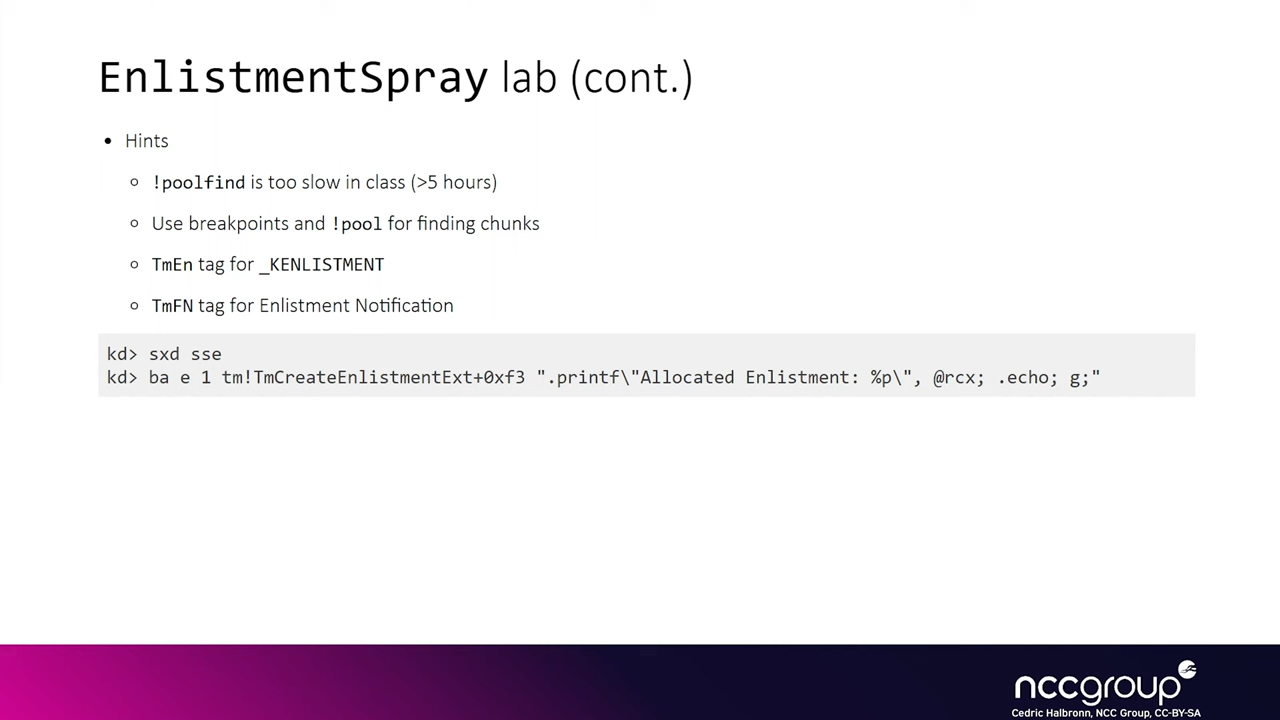 EnlistmentSpray lab (cont.)
• Hints
○ !poolfind is too slow in class (>5 hours)
○ Use breakpoints and !pool for finding chunks
○ TmEn tag for _KENLISTMENT
○ TmFN tag for Enlistment Notification
kd> sxd sse
kd> ba e 1 tm!TmCreateEnlistmentExt+0xf3 ".printf\"Allocated Enlistment: %p\", @rcx; .echo; g;"
nccgroup
Cedric Halbronn, NCC Group, CC-BY-SA